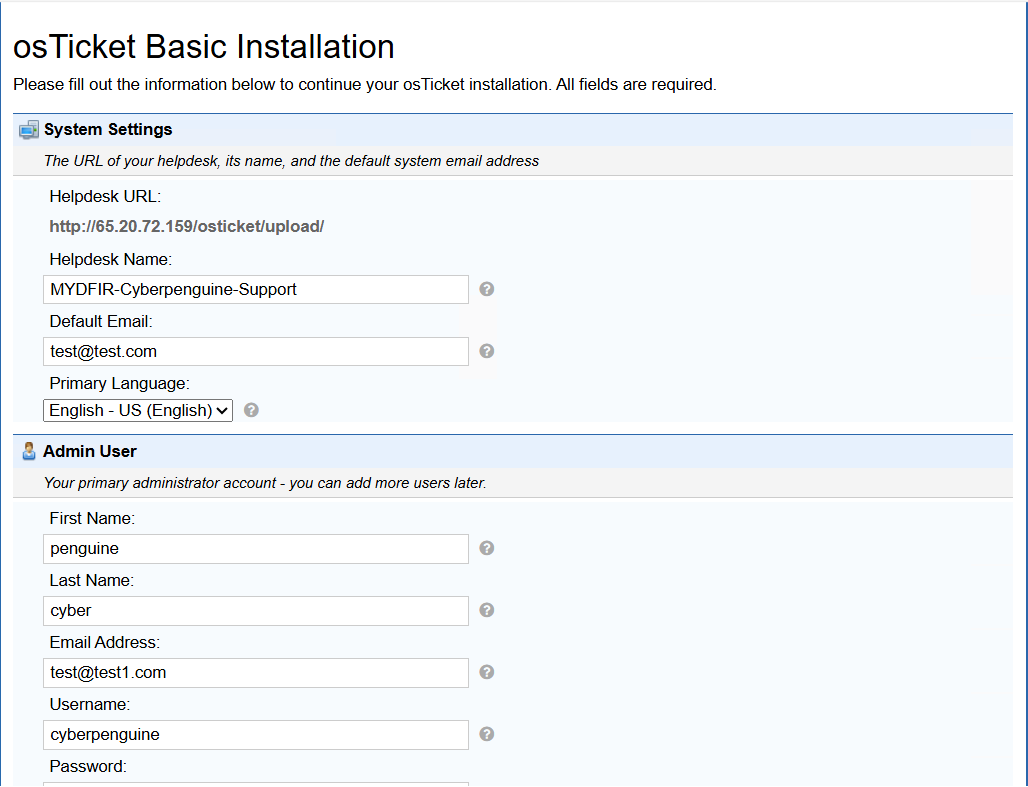 osTicket Basic Installation
Please fill out the information below to continue your osTicket installation. All fields are required.
System Settings
The URL of your helpdesk, its name, and the default system email address
Helpdesk URL:
http://65.20.72.159/osticket/upload/
Helpdesk Name:
MYDFIR-Cyberpenguine-Support
Default Email:
test@test.com
Primary Language:
English - US (English)
Admin User
Your primary administrator account - you can add more users later.
First Name:
penguine
Last Name:
cyber
Email Address:
test@test1.com
Username:
cyberpenguine
Password: